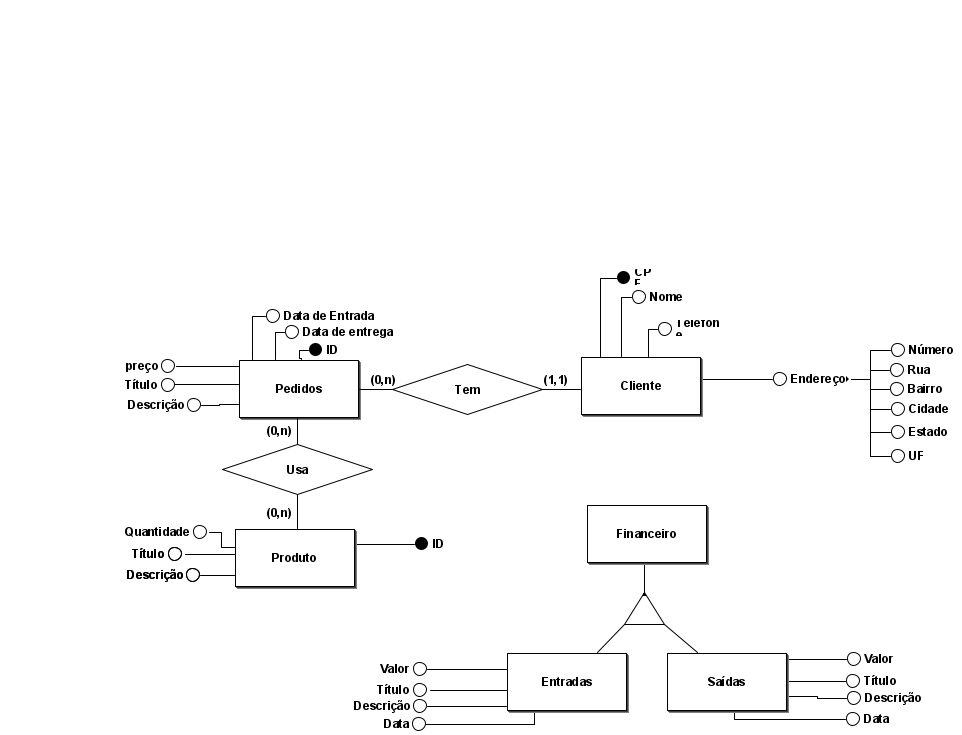 CP
F
Nome
Telefon
e
Data de Entrada
Data de entrega
ID
preço
Título
Descrição
Pedidos
(0,n)
Tem
(1,1)
Cliente
Endereço
Número
Rua
Bairro
Cidade
Estado
UF
(0,n)
Usa
(0,n)
Quantidade
Título
Descrição
Produto
ID
Financeiro
Entradas
Saídas
Valor
Título
Descrição
Data
Valor
Título
Descrição
Data